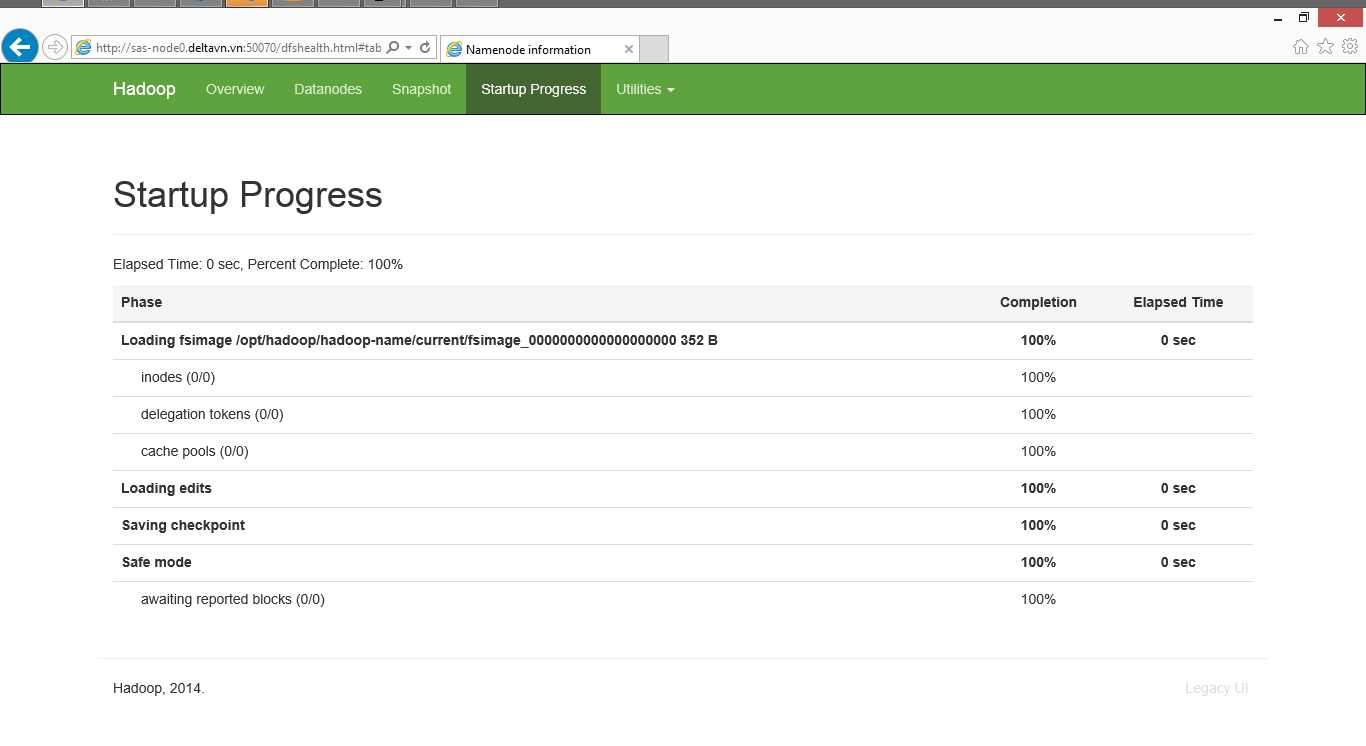 http://sas-node0.deltavn.vn:50070/dfshealth.html#tab
Namenode information
Hadoop Overview Datanodes Snapshot Startup Progress Utilities
Startup Progress
Elapsed Time: 0 sec, Percent Complete: 100%
Phase Completion Elapsed Time
Loading fsimage /opt/hadoop/hadoop-name/current/fsimage_0000000000000000000 352 B 100% 0 sec
inodes (0/0) 100%
delegation tokens (0/0) 100%
cache pools (0/0) 100%
Loading edits 100% 0 sec
Saving checkpoint 100% 0 sec
Safe mode 100% 0 sec
awaiting reported blocks (0/0) 100%
Hadoop, 2014. Legacy UI